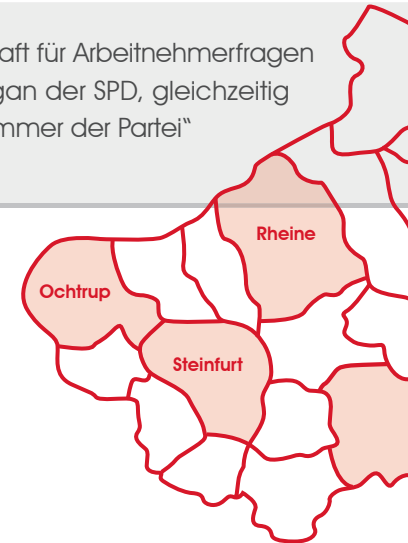 aft für Arbeitnehmerfragen
gan der SPD, gleichzeitig
mmer der Partei“
Rheine
Ochtrup
Steinfurt